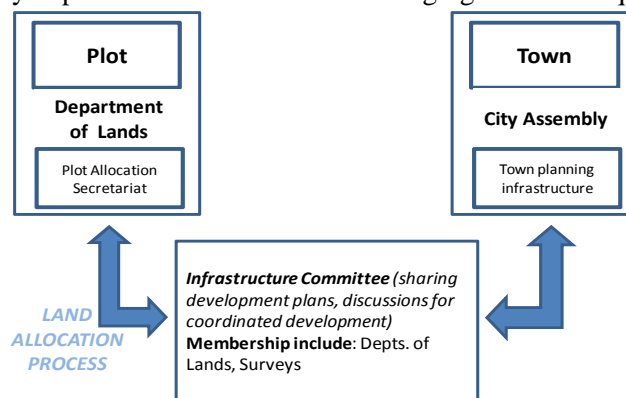 Plot
Department
of Lands
Plot Allocation
Secretariat
Town
City Assembly
Town planning
infrastructure
LAND
ALLOCATION
PROCESS
Infrastructure Committee (sharing
development plans, discussions for
coordinated development)
Membership include: Depts. of
Lands, Surveys